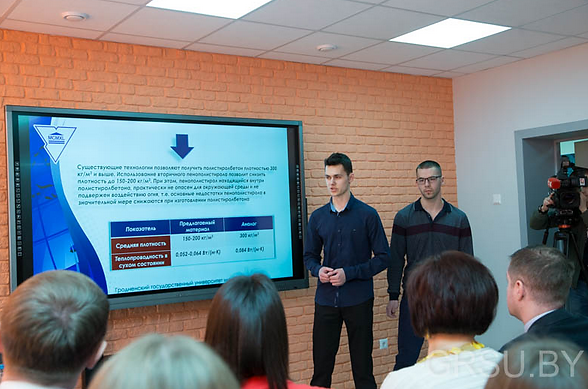 MCMXL
Существующие технологии позволяют получить полистиролбетон плотностью 300
кг/м³ и выше. Использование вторичного пенополистирола позволит снизить
плотность до 150-200 кг/м³. При этом, пенополистирол находящийся внутри
полистиролбетона, практически не опасен для окружающей среды и не
подвержен воздействию огня, т.е. основные недостатки пенополистирола в
значительной мере снижаются при изготовлении полистиролбетона
Показатель Предлагаемый материал Аналог
Средняя плотность 150-200 кг/м³ 300 кг/м³
Теплопроводность в сухом состоянии 0,052-0,064 Вт/(м·К) 0,084 Вт/(м·К)
Гродненский государственный университет
GRSU.BY